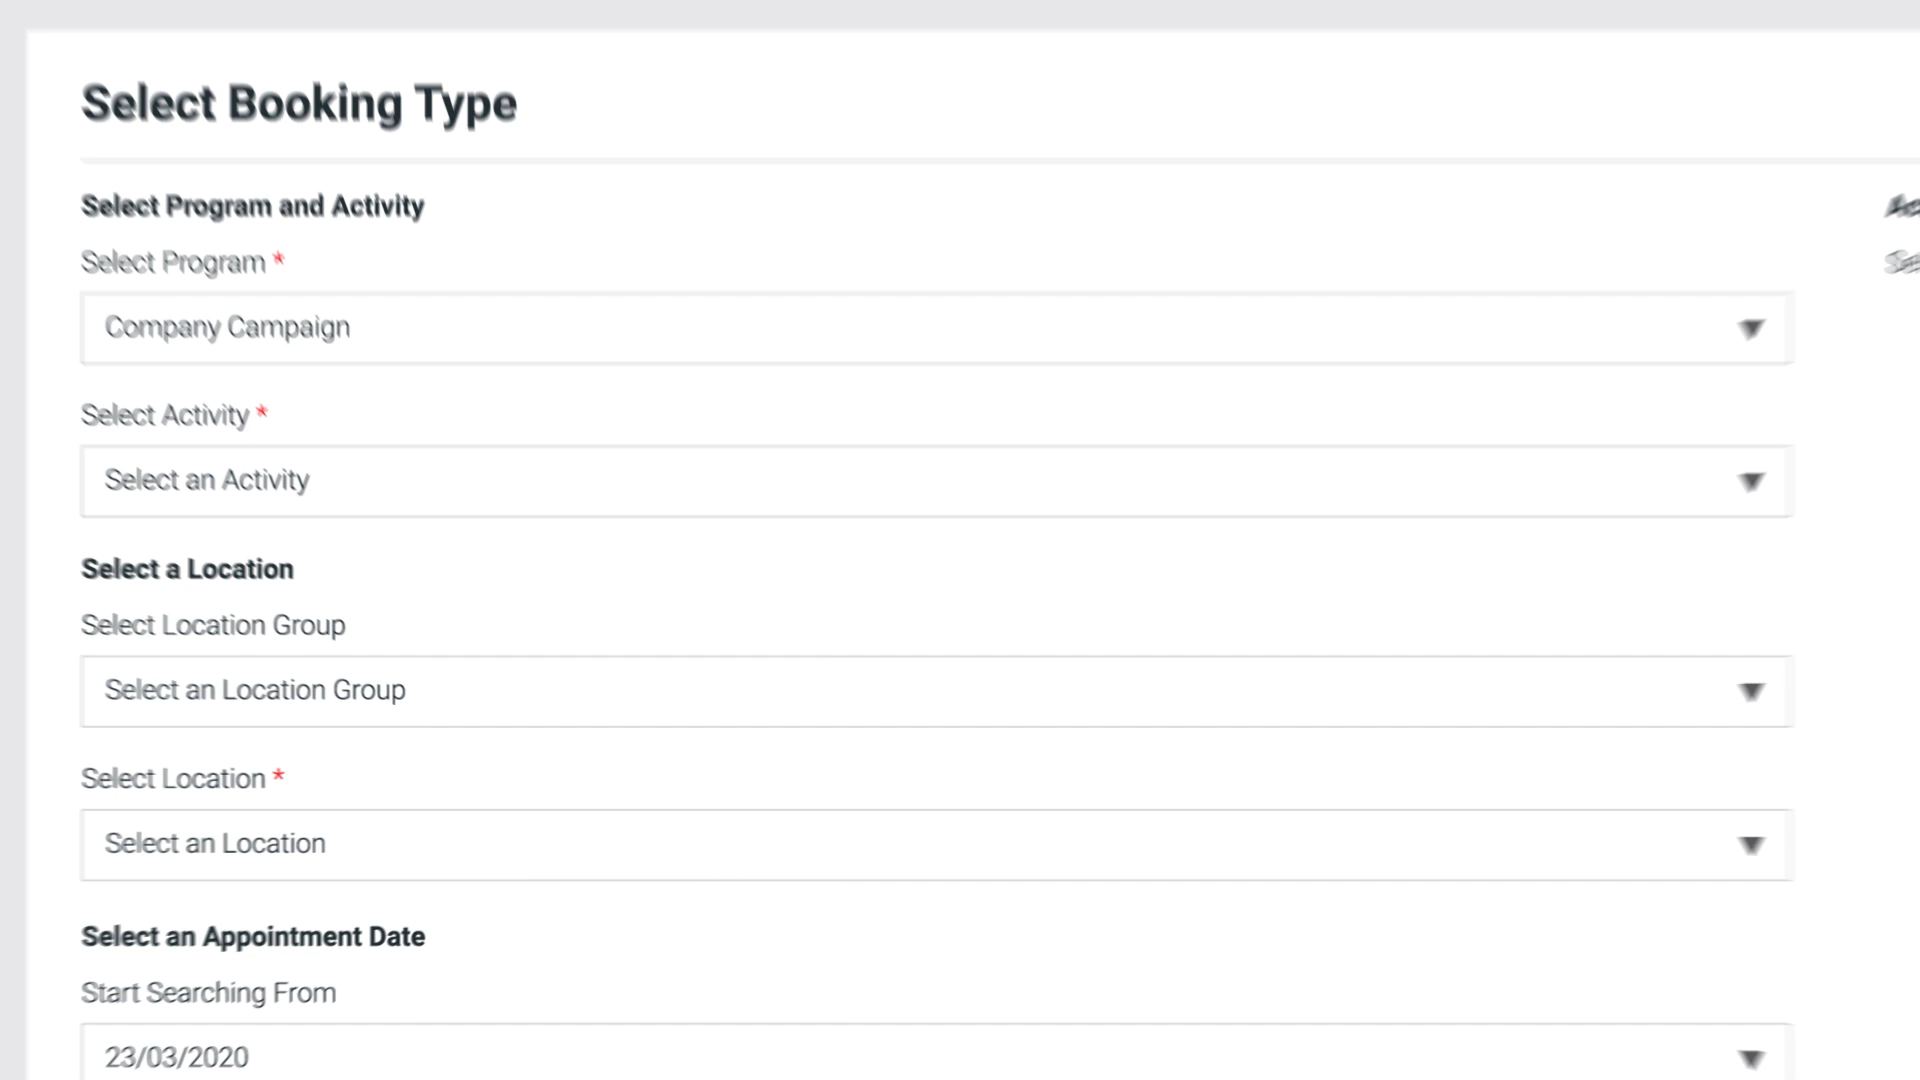 Select Booking Type
Select Program and Activity
Select Program *
Company Campaign
Select Activity *
Select an Activity
Select a Location
Select Location Group
Select an Location Group
Select Location *
Select an Location
Select an Appointment Date
Start Searching From
23/03/2020